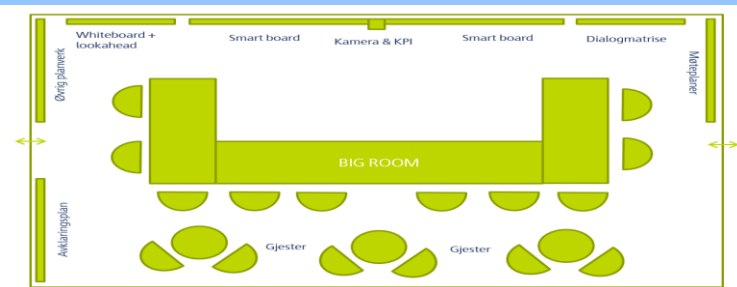 Whiteboard +
lookahead
Smart board
Kamera & KPI
Smart board
Dialogmatrise
Øvrig planverk
Møteplaner
BIG ROOM
Avklaringsplan
Gjester
Gjester